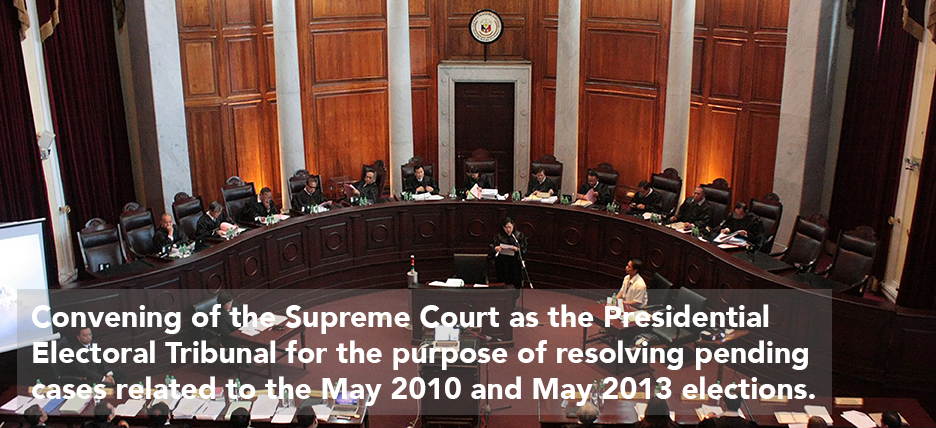 Convening of the Supreme Court as the Presidential
Electoral Tribunal for the purpose of resolving pending
cases related to the May 2010 and May 2013 elections.